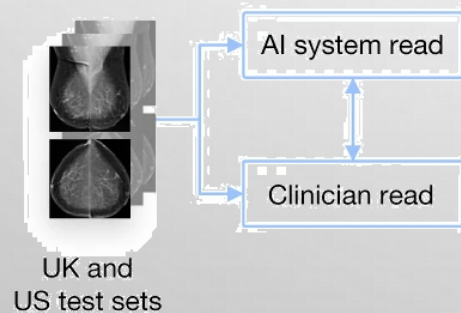 AI system read
Clinician read
UK and
US test sets